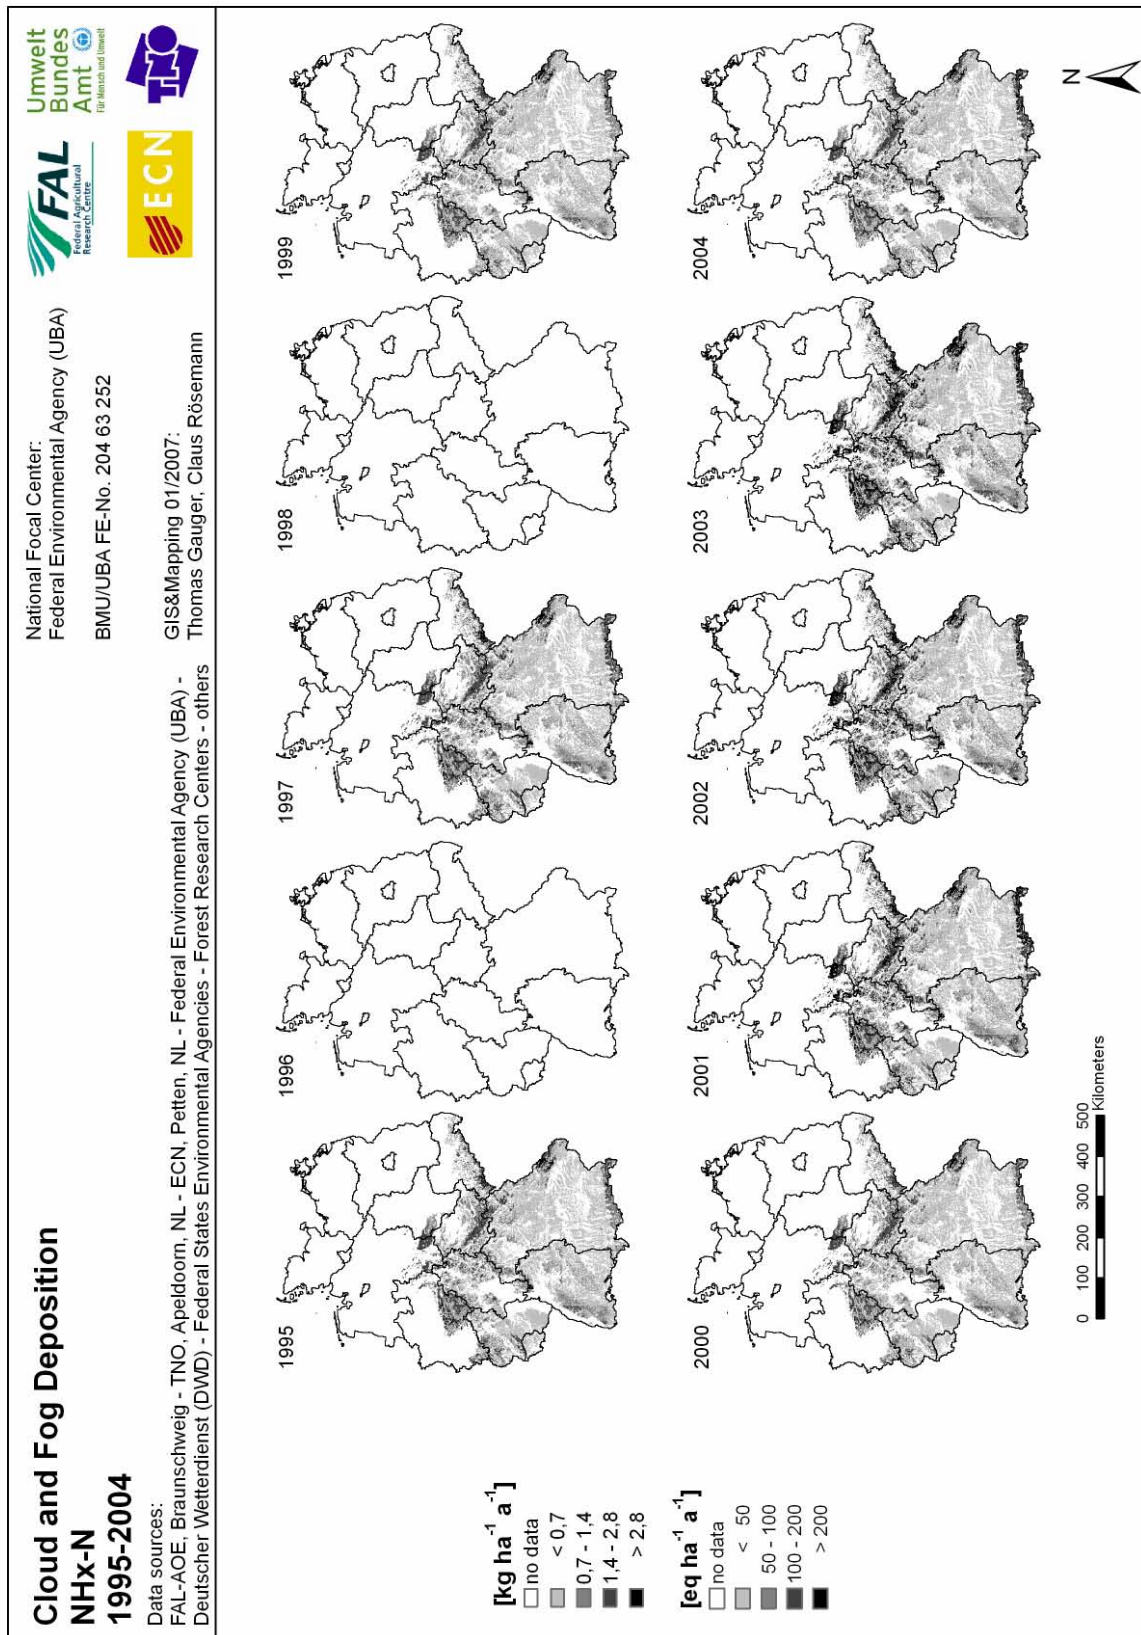 Cloud and Fog Deposition
NHx-N
1995-2004
National Focal Center:
Federal Environmental Agency (UBA)
BMU/UBA FE-No. 204 63 252
GIS&Mapping 01/2007:
Thomas Gauger, Claus Rösemann
FAL
Federal Agricultural
Research Centre
Umwelt
Bundes
Amt
Für Mensch und Umwelt
ECN
TNO
Data sources:
FAL-AOE, Braunschweig - TNO, Apeldoorn, NL - ECN, Petten, NL - Federal Environmental Agency (UBA) -
Deutscher Wetterdienst (DWD) - Federal States Environmental Agencies - Forest Research Centers - others
1995
1996
1997
1998
1999
[kg ha⁻¹ a⁻¹]
no data
< 0,7
0,7 - 1,4
1,4 - 2,8
> 2,8
[eq ha⁻¹ a⁻¹]
no data
< 50
50 - 100
100 - 200
> 200
2000
2001
2002
2003
2004
0 100 200 300 400 500
Kilometers
N